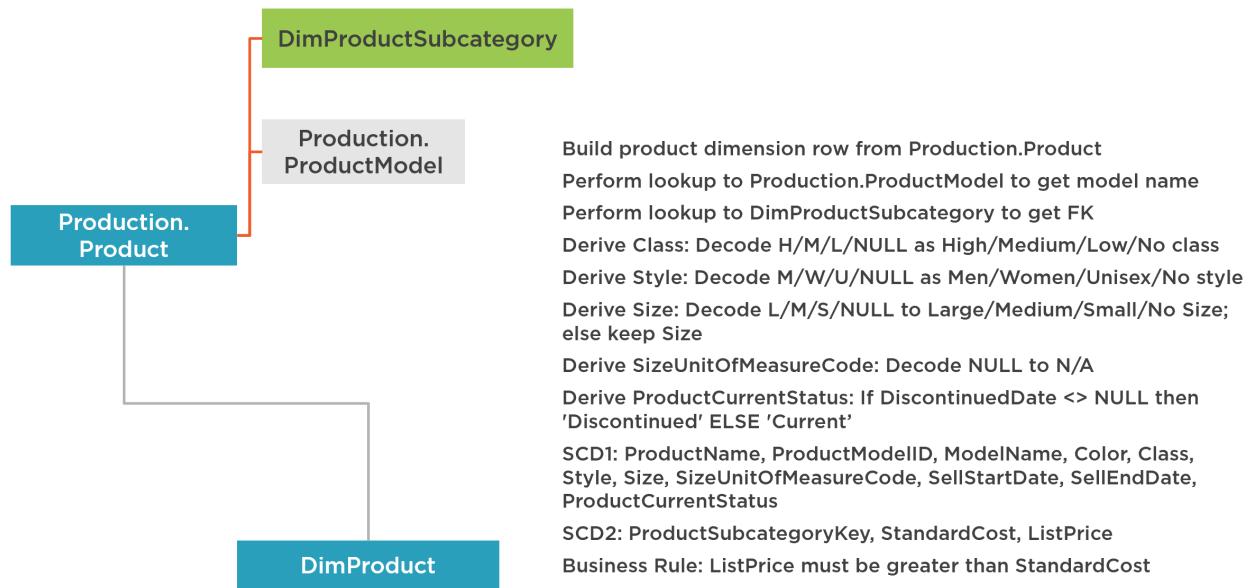 DimProductSubcategory
Production.
ProductModel
Production.
Product
DimProduct
Build product dimension row from Production.Product
Perform lookup to Production.ProductModel to get model name
Perform lookup to DimProductSubcategory to get FK
Derive Class: Decode H/M/L/NULL as High/Medium/Low/No class
Derive Style: Decode M/W/U/NULL as Men/Women/Unisex/No style
Derive Size: Decode L/M/S/NULL to Large/Medium/Small/No Size;
else keep Size
Derive SizeUnitOfMeasureCode: Decode NULL to N/A
Derive ProductCurrentStatus: If DiscontinuedDate <> NULL then
'Discontinued' ELSE 'Current’
SCD1: ProductName, ProductModelID, ModelName, Color, Class,
Style, Size, SizeUnitOfMeasureCode, SellStartDate, SellEndDate,
ProductCurrentStatus
SCD2: ProductSubcategoryKey, StandardCost, ListPrice
Business Rule: ListPrice must be greater than StandardCost